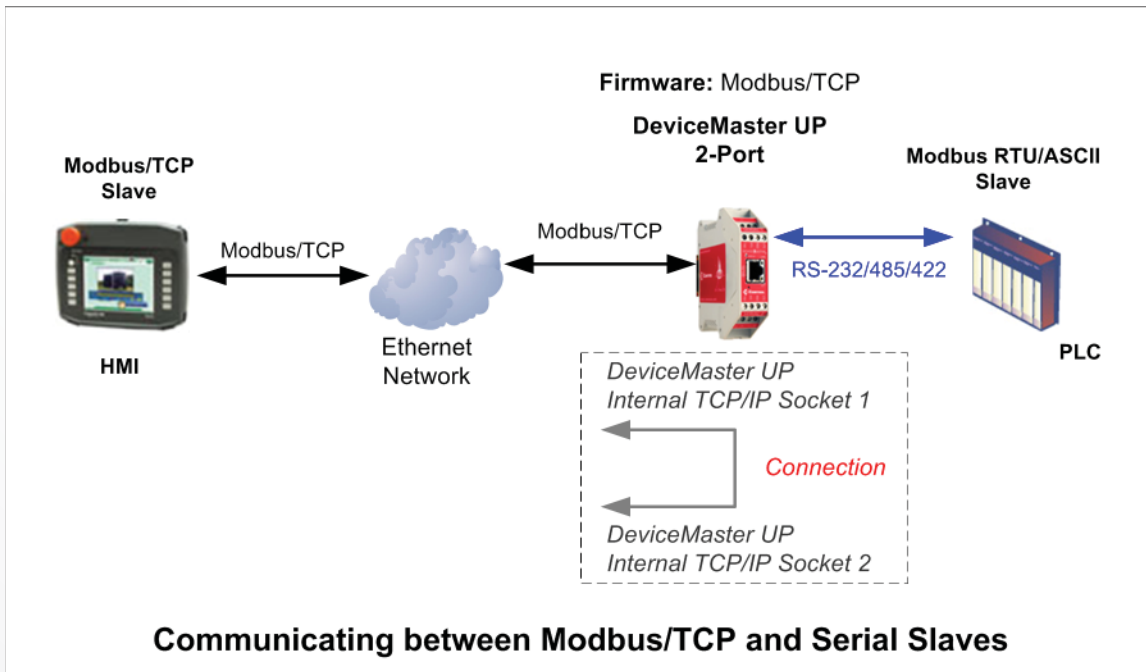 Firmware: Modbus/TCP
DeviceMaster UP
2-Port
Modbus/TCP
Slave
Modbus RTU/ASCII
Slave
Modbus/TCP
Modbus/TCP
RS-232/485/422
HMI
Ethernet
Network
PLC
DeviceMaster UP
Internal TCP/IP Socket 1
Connection
DeviceMaster UP
Internal TCP/IP Socket 2
Communicating between Modbus/TCP and Serial Slaves